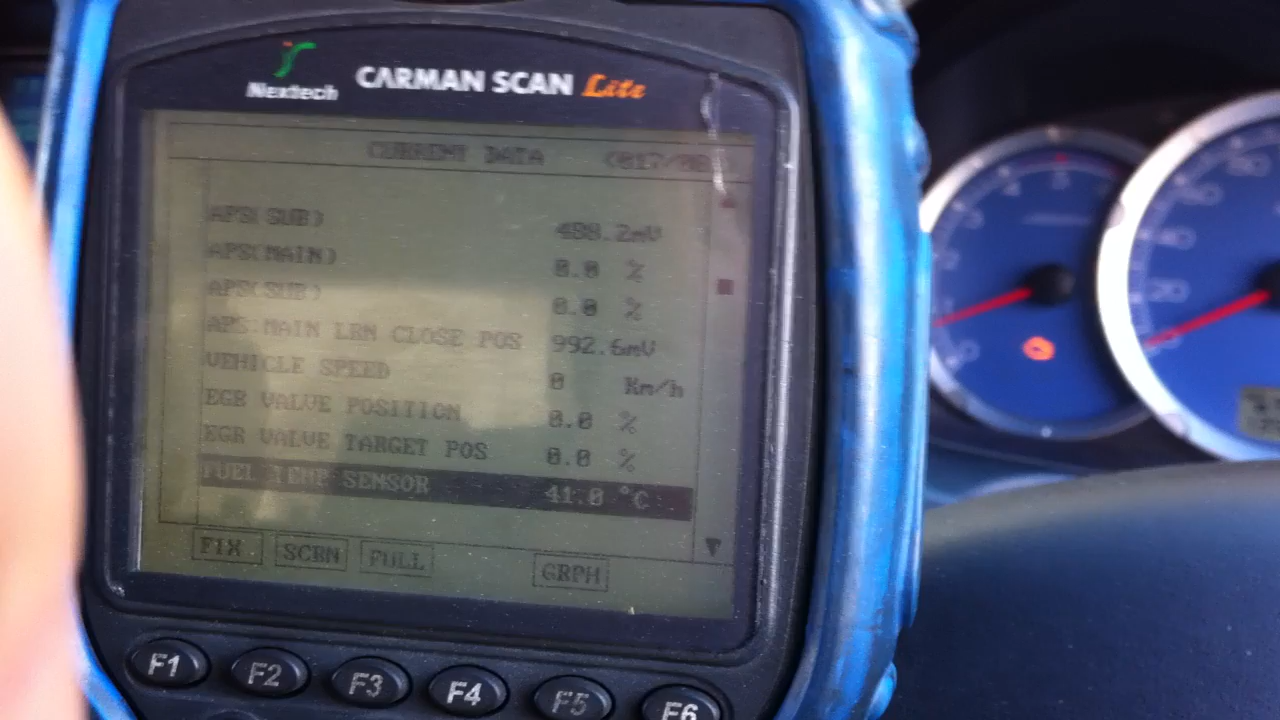 Nextech CARMAN SCAN Lite
CURRENT DATA
APS(SUB) 488.2mV
APS(MAIN) 0.0 %
APS(SUB) 0.0 %
APS MAIN LRN CLOSE POS 992.6mV
VEHICLE SPEED 0 Km/h
EGR VALVE POSITION 0.0 %
EGR VALVE TARGET POS 0.0 %
FUEL TEMP SENSOR 41.0 °C
FIX SCRN FULL GRPH
F1 F2 F3 F4 F5 F6